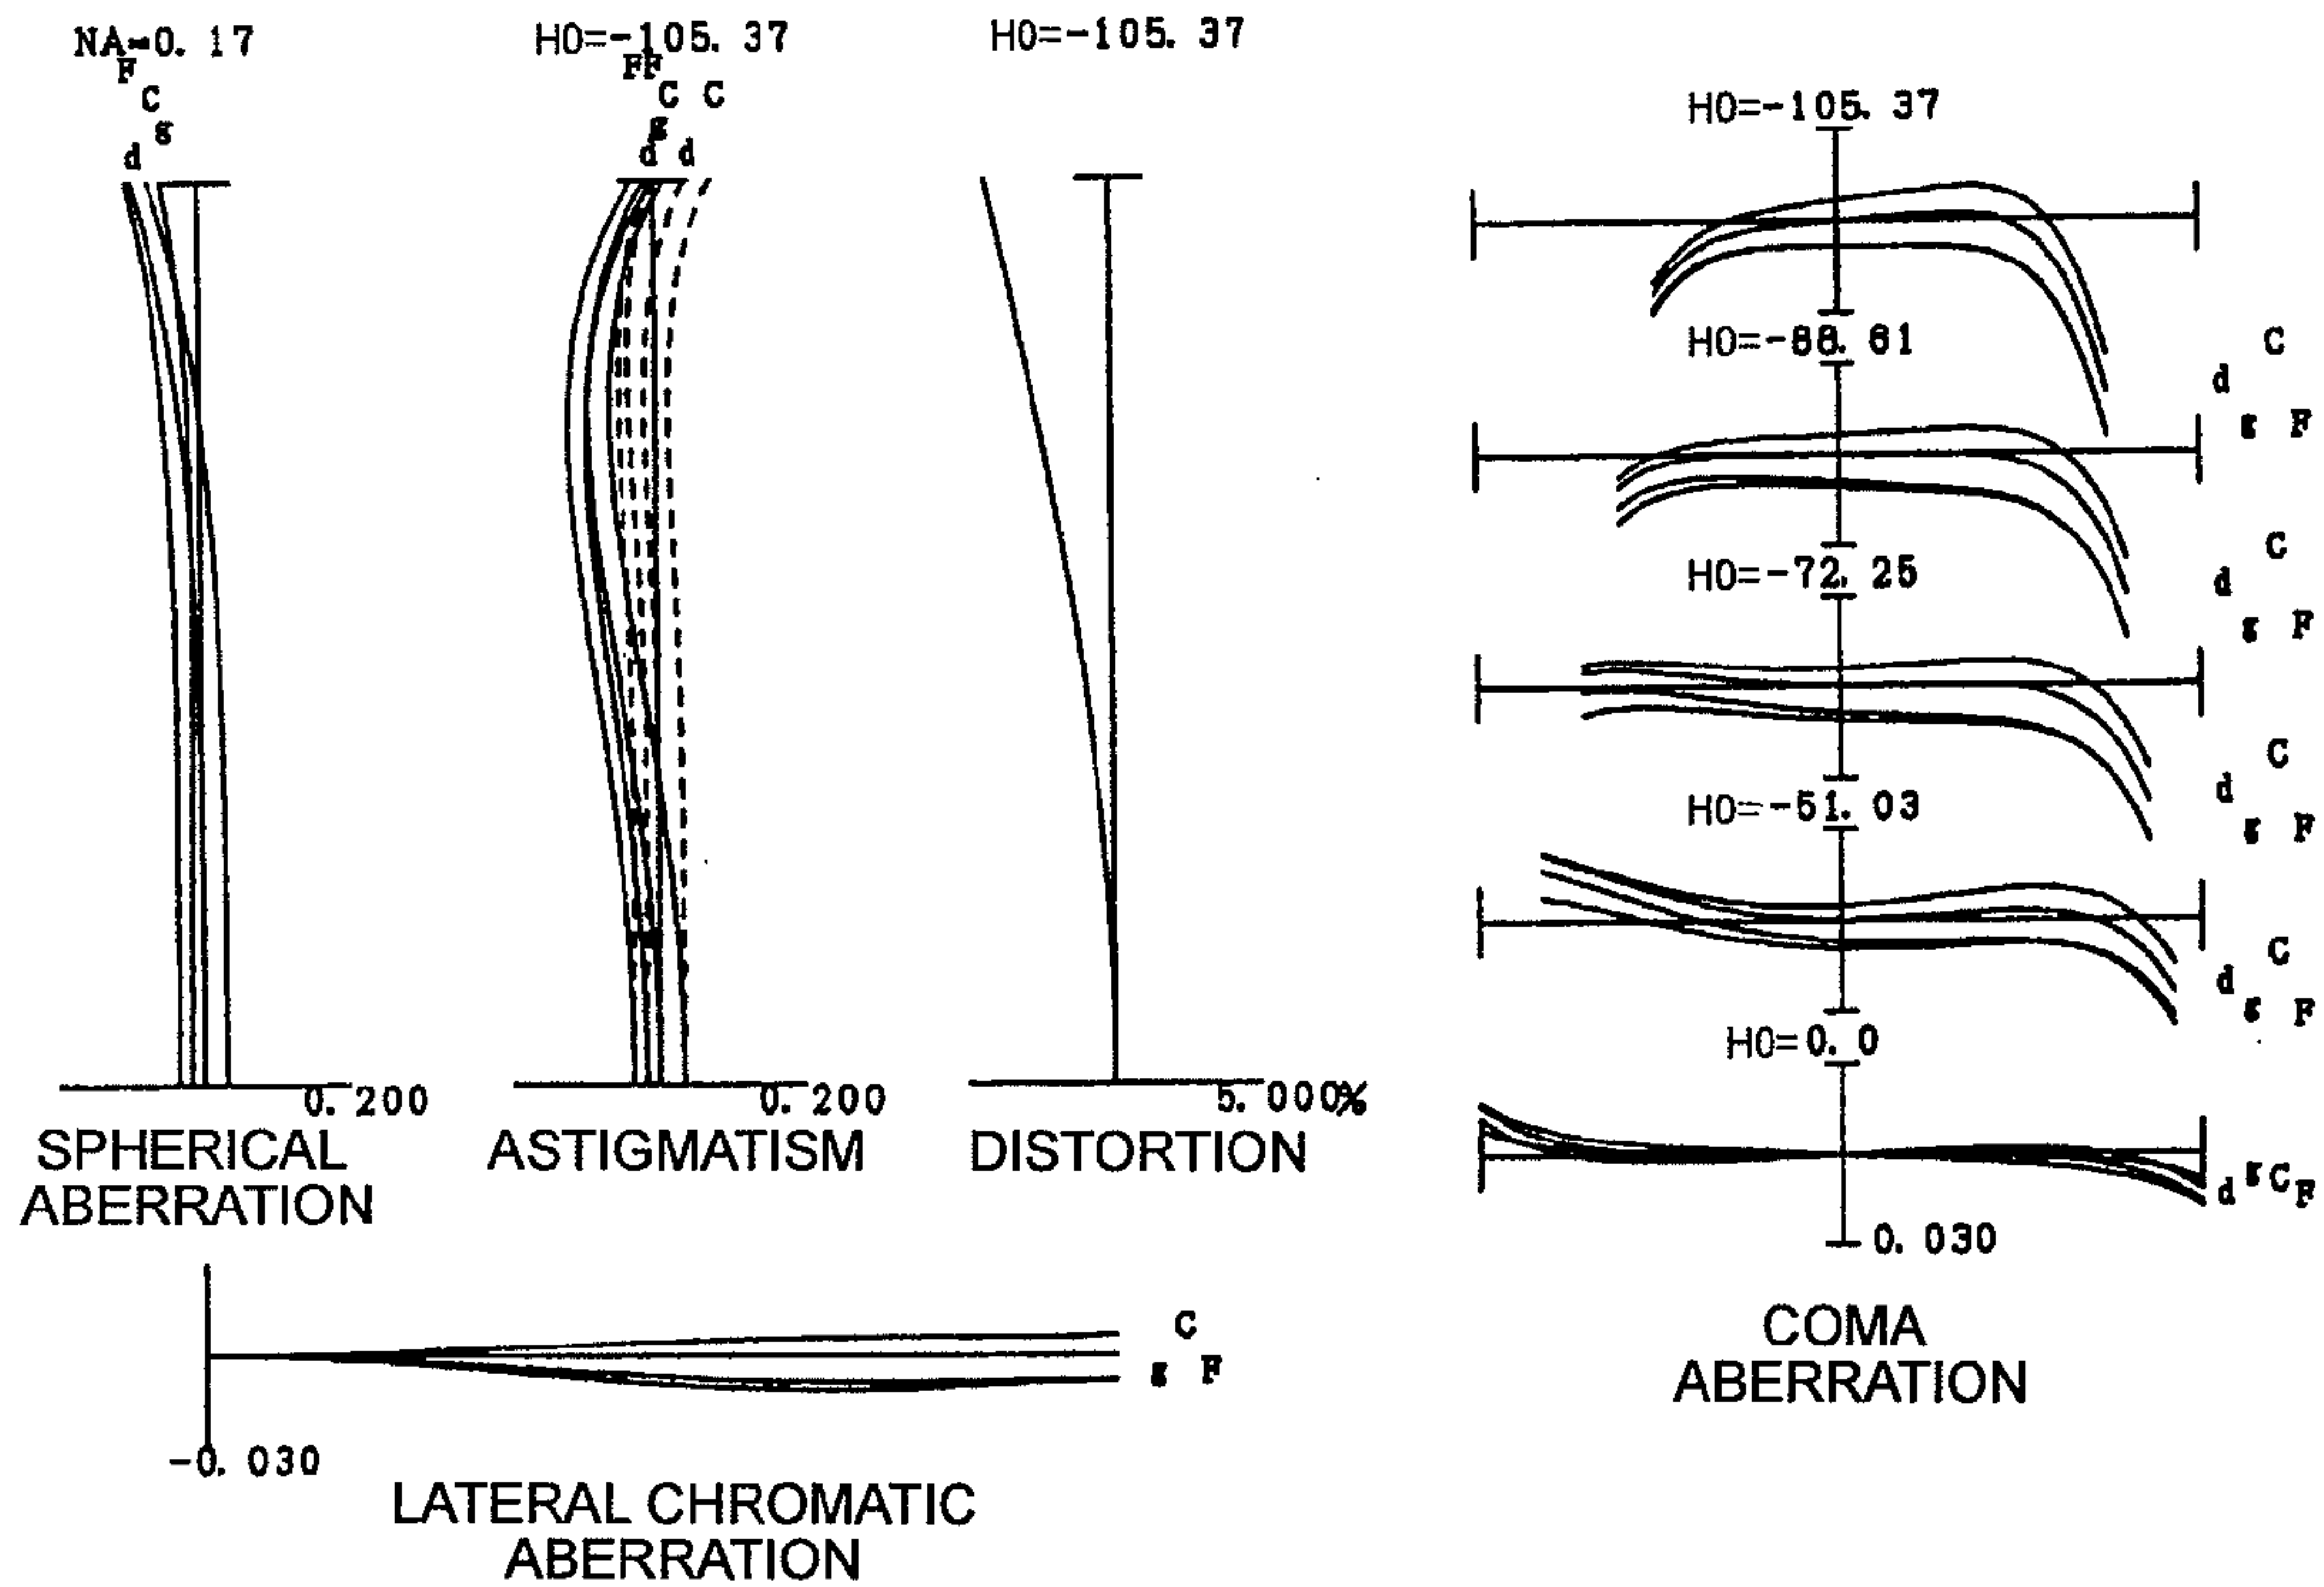 NA=0. 17
F
C
g
d
H0=-105. 37
FF
C C
g
d d
H0=-105. 37
0. 200
0. 200
5. 000%
SPHERICAL
ABERRATION
ASTIGMATISM
DISTORTION
H0=-105. 37
C
d
g F
H0=-88. 61
C
d
g F
H0=-72. 25
C
d
g F
H0=-51. 03
C
d
g F
H0=0. 0
d g C F
0. 030
COMA
ABERRATION
C
g F
-0. 030
LATERAL CHROMATIC
ABERRATION